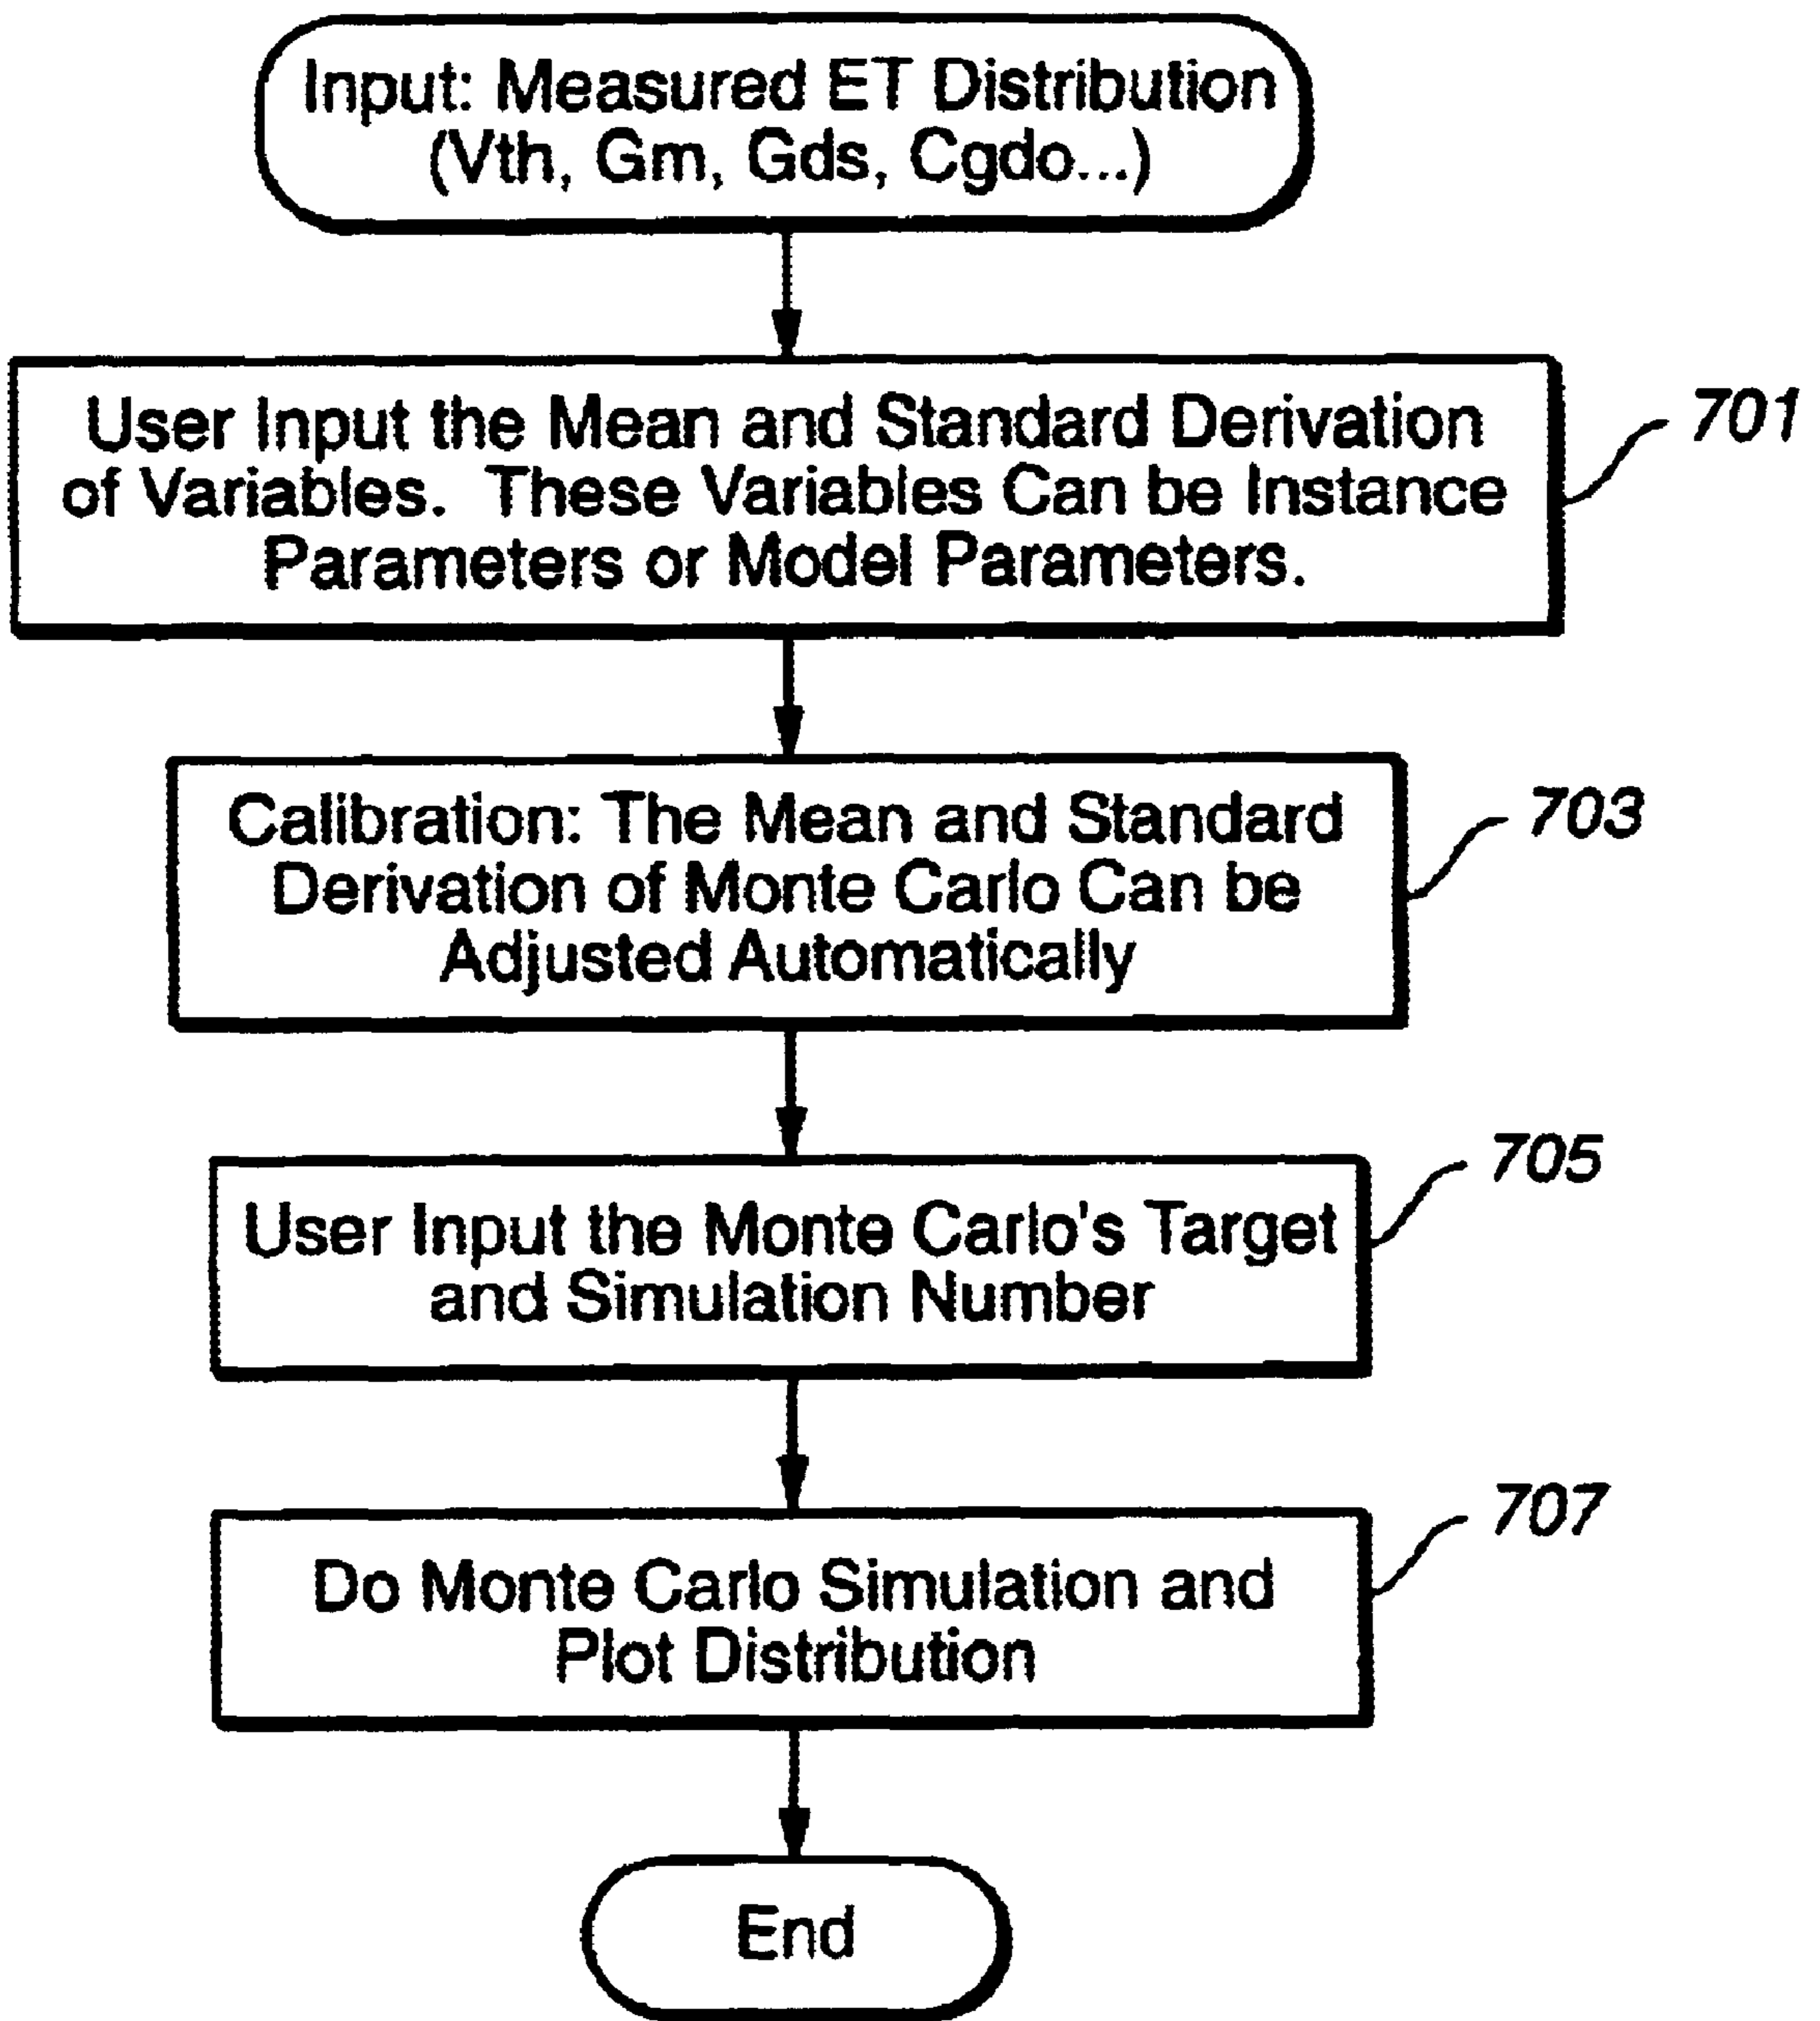 Input: Measured ET Distribution
(Vth, Gm, Gds, Cgdo...)
User Input the Mean and Standard Derivation
of Variables. These Variables Can be Instance
Parameters or Model Parameters.
701
Calibration: The Mean and Standard
Derivation of Monte Carlo Can be
Adjusted Automatically
703
User Input the Monte Carlo's Target
and Simulation Number
705
Do Monte Carlo Simulation and
Plot Distribution
707
End